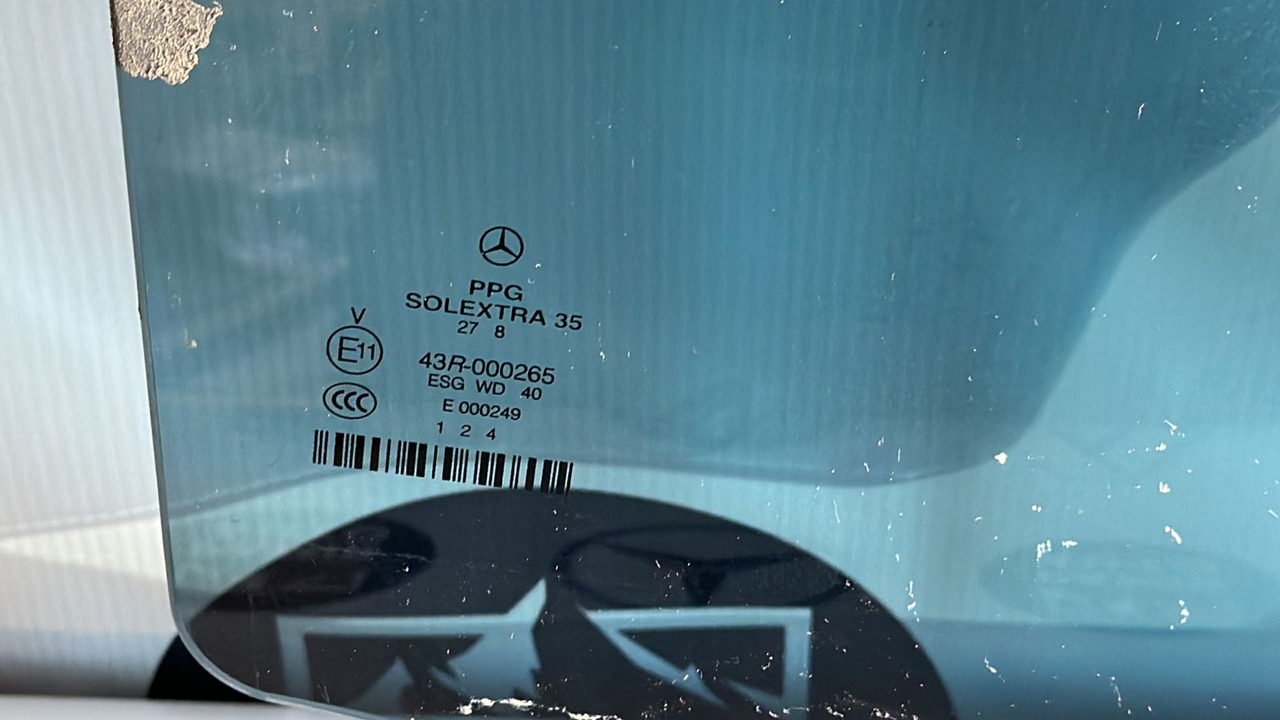 PPG
SOLEXTRA 35
27 8
V
E11
43R-000265
ESG WD 40
CCC
E 000249
1 2 4